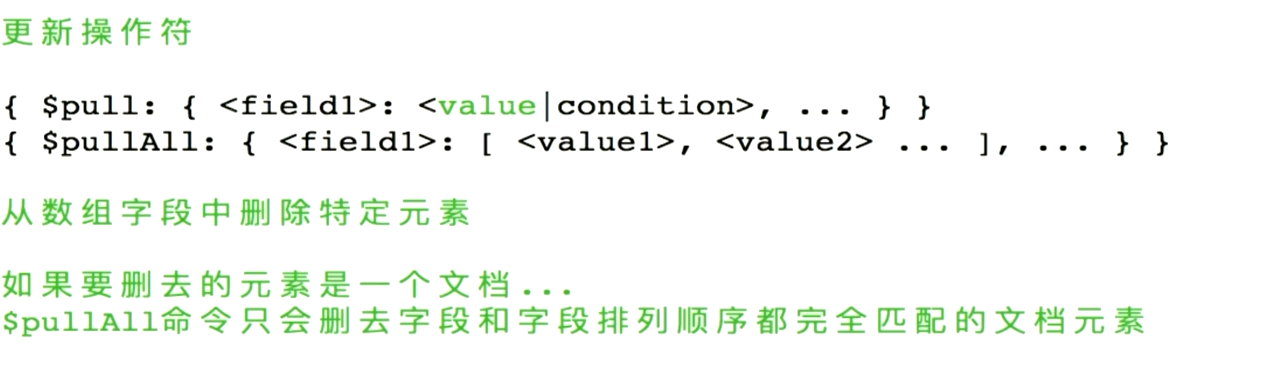 更新操作符
{ $pull: { <field1>: <value|condition>, ... } }
{ $pullAll: { <field1>: [ <value1>, <value2> ... ], ... } }
从数组字段中删除特定元素
如果要删去的元素是一个文档...
$pullAll命令只会删去字段和字段排列顺序都完全匹配的文档元素